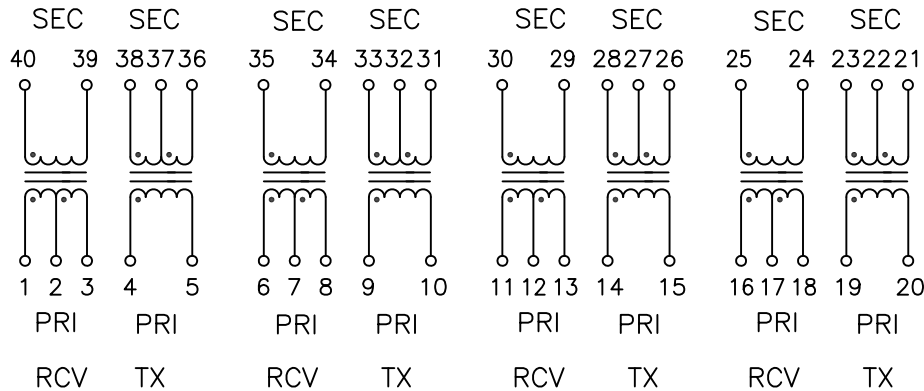 SEC SEC SEC SEC SEC SEC SEC SEC
40 39 38 37 36 35 34 33 32 31 30 29 28 27 26 25 24 23 22 21
1 2 3 4 5 6 7 8 9 10 11 12 13 14 15 16 17 18 19 20
PRI PRI PRI PRI PRI PRI PRI PRI
RCV TX RCV TX RCV TX RCV TX